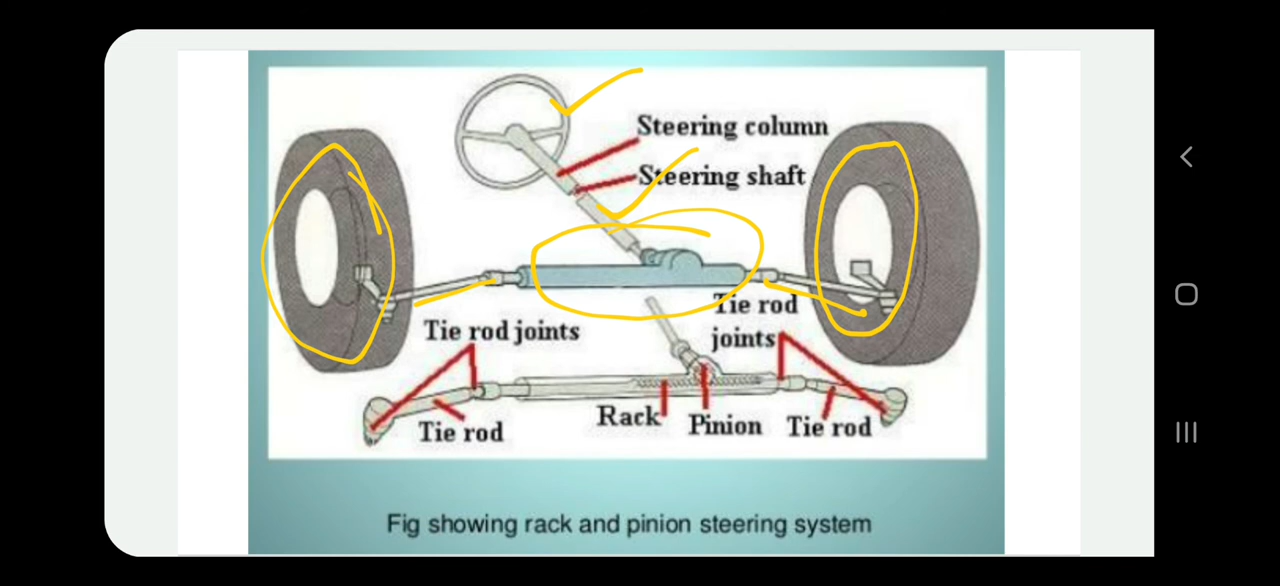 Steering column
Steering shaft
Tie rod
joints
Tie rod joints
Rack
Pinion
Tie rod
Tie rod
Fig showing rack and pinion steering system